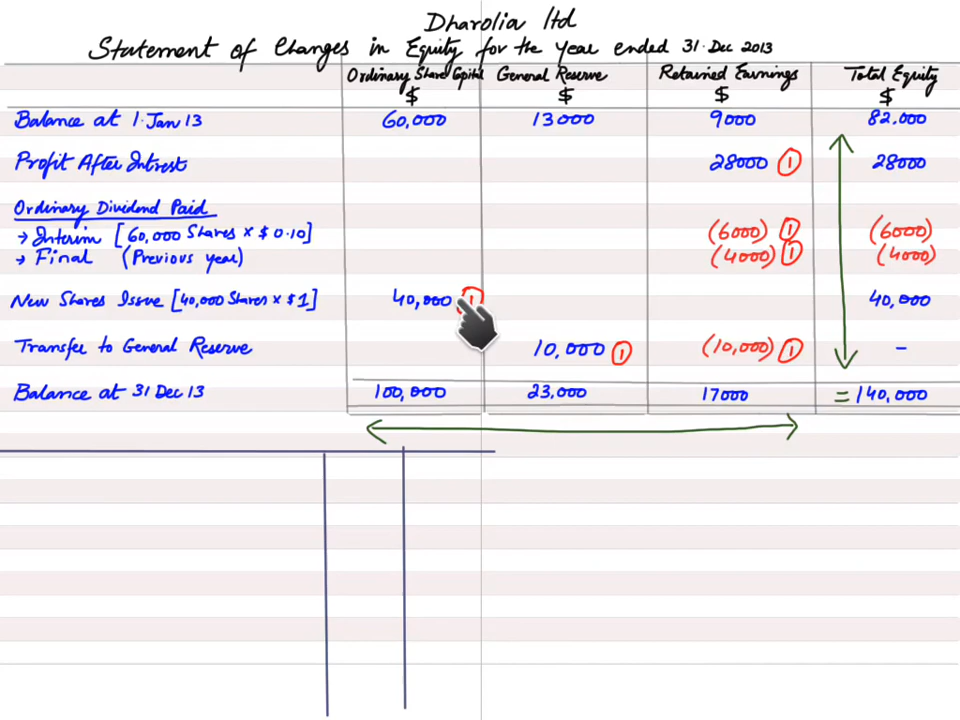 Dharolia ltd
Statement of Changes in Equity for the Year ended 31·Dec 2013
Ordinary Share Capital General Reserve Retained Earnings Total Equity
$ $ $ $
Balance at 1·Jan 13 60,000 13000 9000 82.000
Profit After Interest 28000 1 28000
Ordinary Dividend Paid
→ Interim [60,000 Shares × $ 0·10] (6000) 1 (6000)
→ Final (Previous year) (4000) 1 (4000)
New Shares Issue [40,000 Shares × $1] 40,000 1 40,000
Transfer to General Reserve 10,000 1 (10,000) 1 -
Balance at 31 Dec 13 100,000 23,000 17000 = 140,000